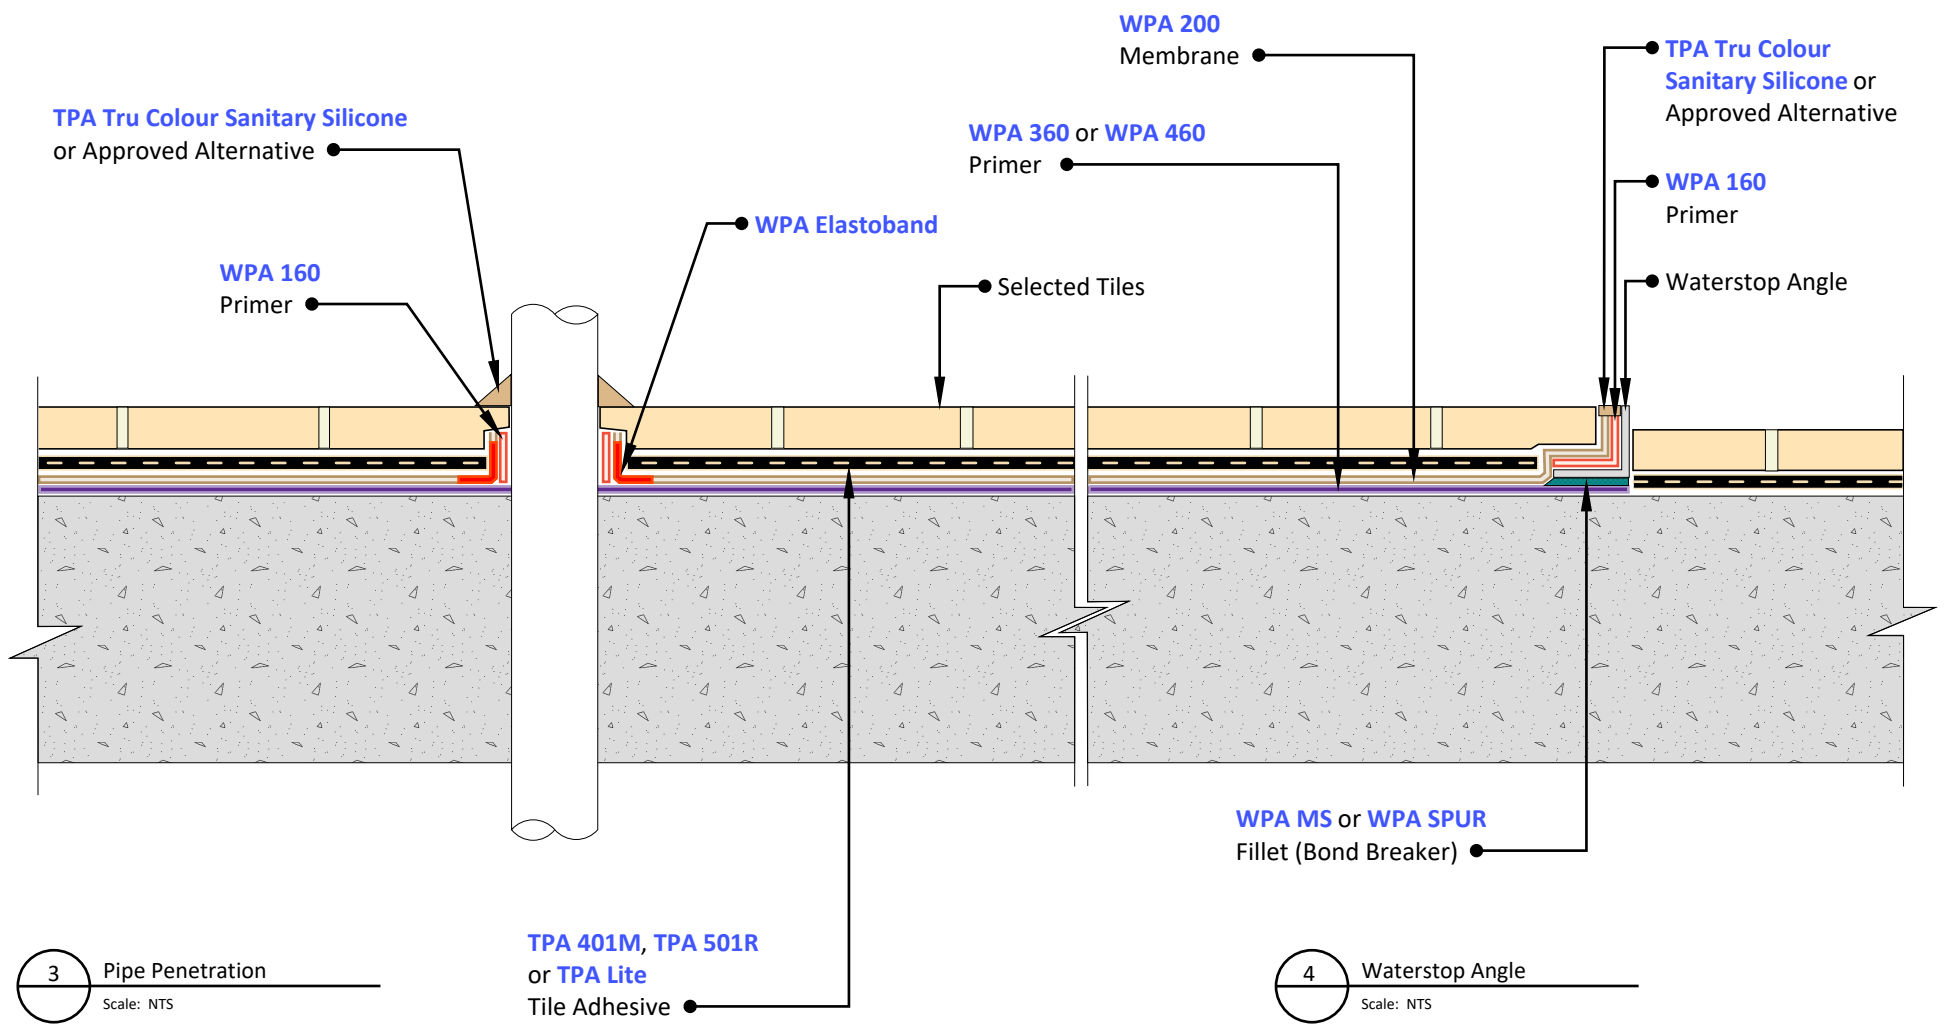 WPA 200
Membrane
TPA Tru Colour
Sanitary Silicone or
Approved Alternative
TPA Tru Colour Sanitary Silicone
or Approved Alternative
WPA 360 or WPA 460
Primer
WPA 160
Primer
WPA Elastoband
WPA 160
Primer
Selected Tiles
Waterstop Angle
WPA MS or WPA SPUR
Fillet (Bond Breaker)
TPA 401M, TPA 501R
or TPA Lite
Tile Adhesive
3 Pipe Penetration
Scale: NTS
4 Waterstop Angle
Scale: NTS